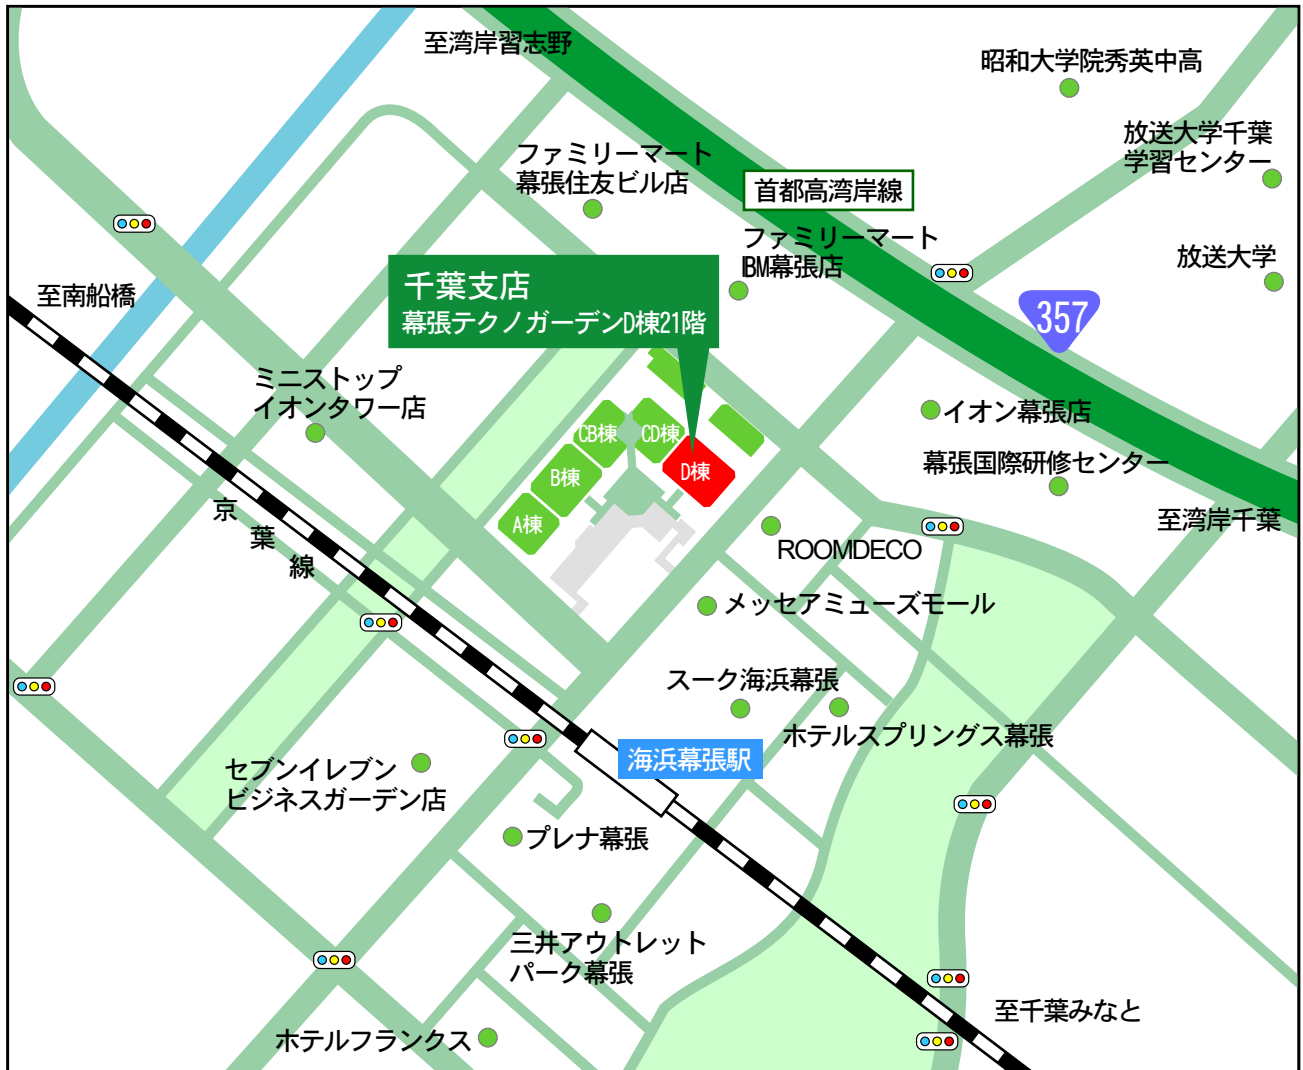 至湾岸習志野
昭和大学院秀英中高
放送大学千葉
学習センター
ファミリーマート
幕張住友ビル店
首都高湾岸線
ファミリーマート
IBM幕張店
放送大学
至南船橋
千葉支店
幕張テクノガーデンD棟21階
357
ミニストップ
イオンタワー店
イオン幕張店
CB棟
CD棟
D棟
B棟
A棟
幕張国際研修センター
至湾岸千葉
京葉線
ROOMDECO
メッセアミューズモール
スーク海浜幕張
ホテルスプリングス幕張
海浜幕張駅
セブンイレブン
ビジネスガーデン店
プレナ幕張
三井アウトレット
パーク幕張
至千葉みなと
ホテルフランクス